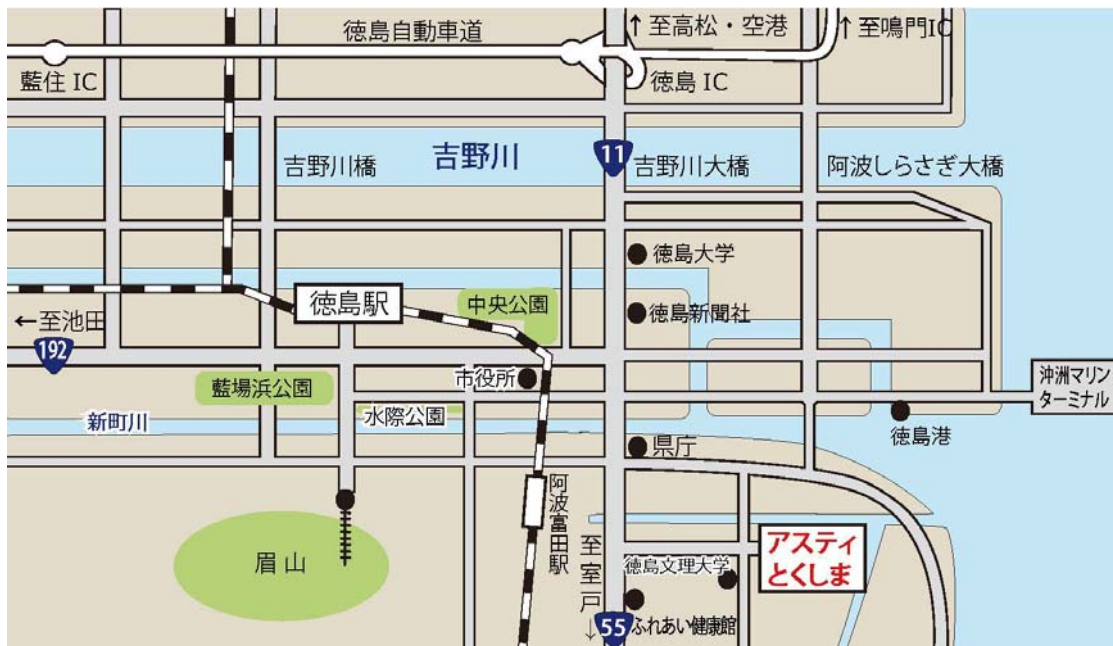 徳島自動車道
↑至高松・空港
↑至鳴門IC
藍住 IC
徳島 IC
吉野川橋
吉野川
11
吉野川大橋
阿波しらさぎ大橋
徳島大学
徳島駅
中央公園
徳島新聞社
←至池田
192
藍場浜公園
市役所
沖洲マリン
ターミナル
新町川
水際公園
徳島港
県庁
阿波富田駅
眉山
至室戸↓
アスティ
とくしま
徳島文理大学
55
ふれあい健康館